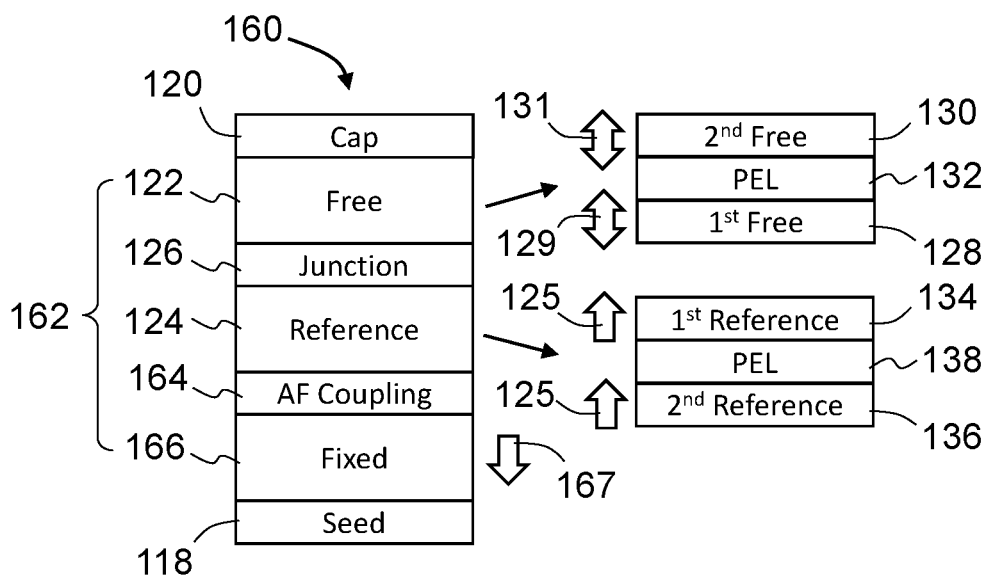 160
120
Cap
131
2nd Free
130
122
Free
PEL
132
129
1st Free
128
126
Junction
162
124
Reference
125
1st Reference
134
PEL
138
164
AF Coupling
125
2nd Reference
136
166
Fixed
167
118
Seed